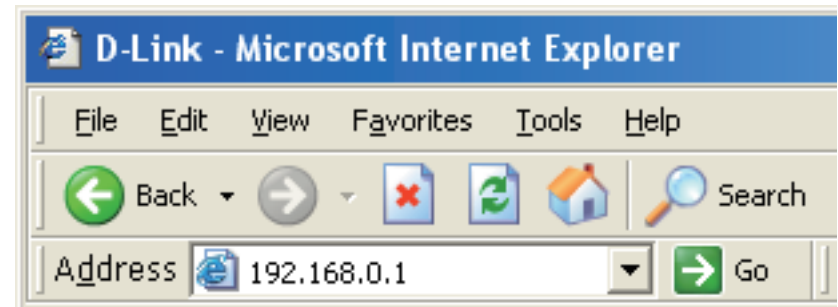 D-Link - Microsoft Internet Explorer
File Edit View Favorites Tools Help
Back Search
Address 192.168.0.1 Go